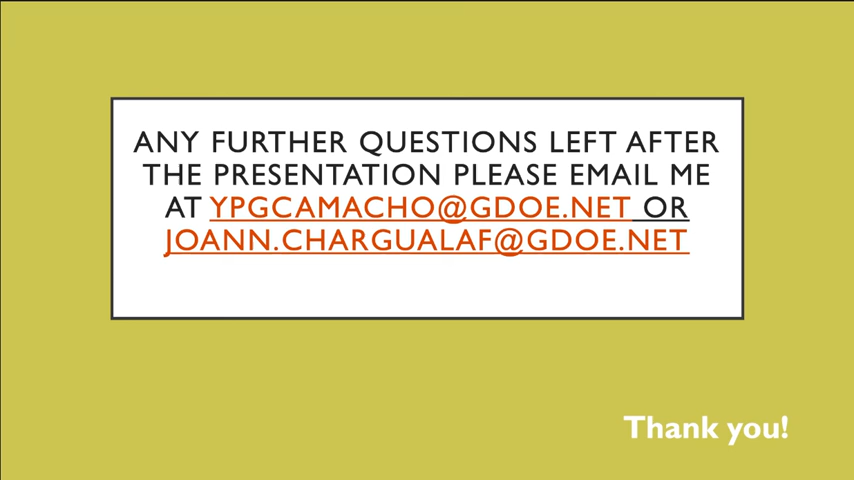 ANY FURTHER QUESTIONS LEFT AFTER
THE PRESENTATION PLEASE EMAIL ME
AT YPGCAMACHO@GDOE.NET OR
JOANN.CHARGUALAF@GDOE.NET
Thank you!